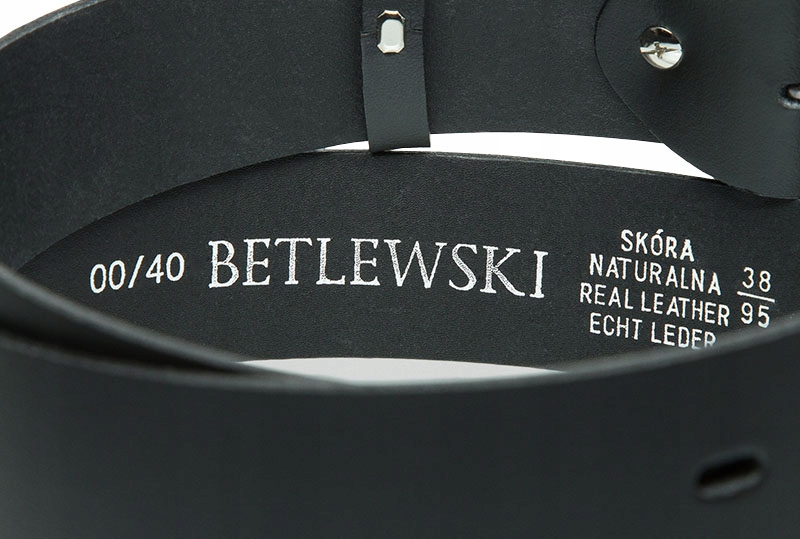 00/40 BETLEWSKI
SKÓRA
NATURALNA
REAL LEATHER
ECHT LEDER
38
95